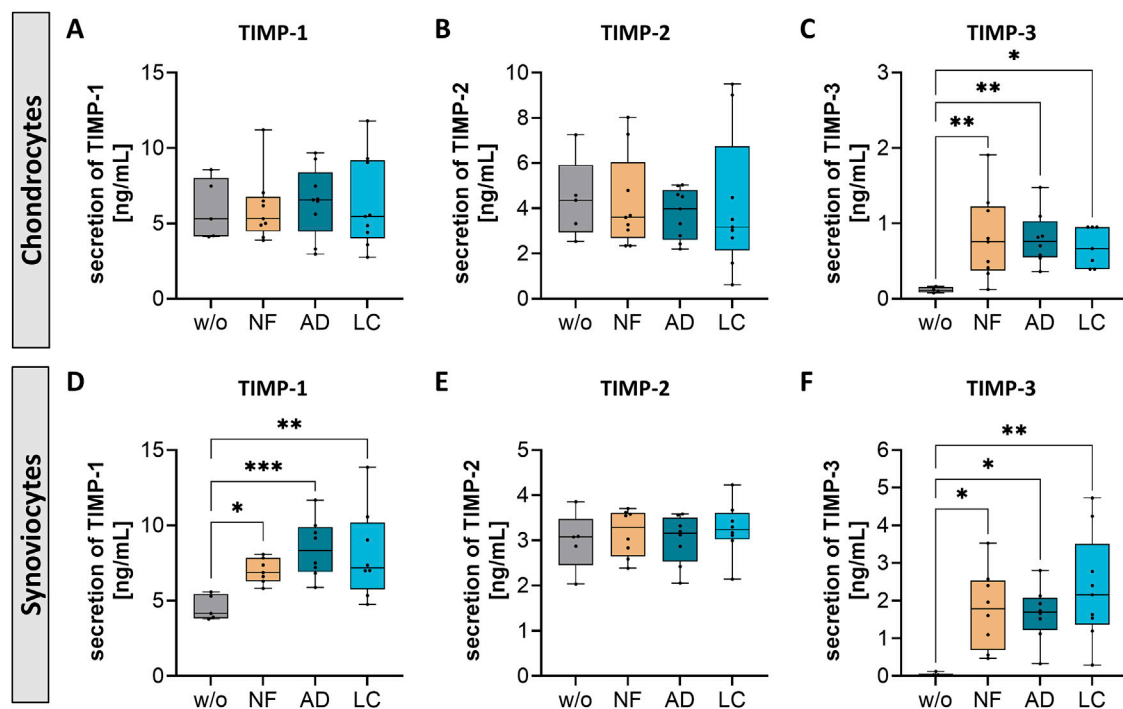 Chondrocytes
A
TIMP-1
secretion of TIMP-1
[ng/mL]
15
10
5
0
w/o NF AD LC
B
TIMP-2
secretion of TIMP-2
[ng/mL]
10
8
6
4
2
0
w/o NF AD LC
C
TIMP-3
secretion of TIMP-3
[ng/mL]
3
2
1
0
*
**
**
w/o NF AD LC
Synoviocytes
D
TIMP-1
secretion of TIMP-1
[ng/mL]
15
10
5
0
**
***
*
w/o NF AD LC
E
TIMP-2
secretion of TIMP-2
[ng/mL]
5
4
3
2
1
0
w/o NF AD LC
F
TIMP-3
secretion of TIMP-3
[ng/mL]
6
5
4
3
2
1
0
**
*
*
w/o NF AD LC